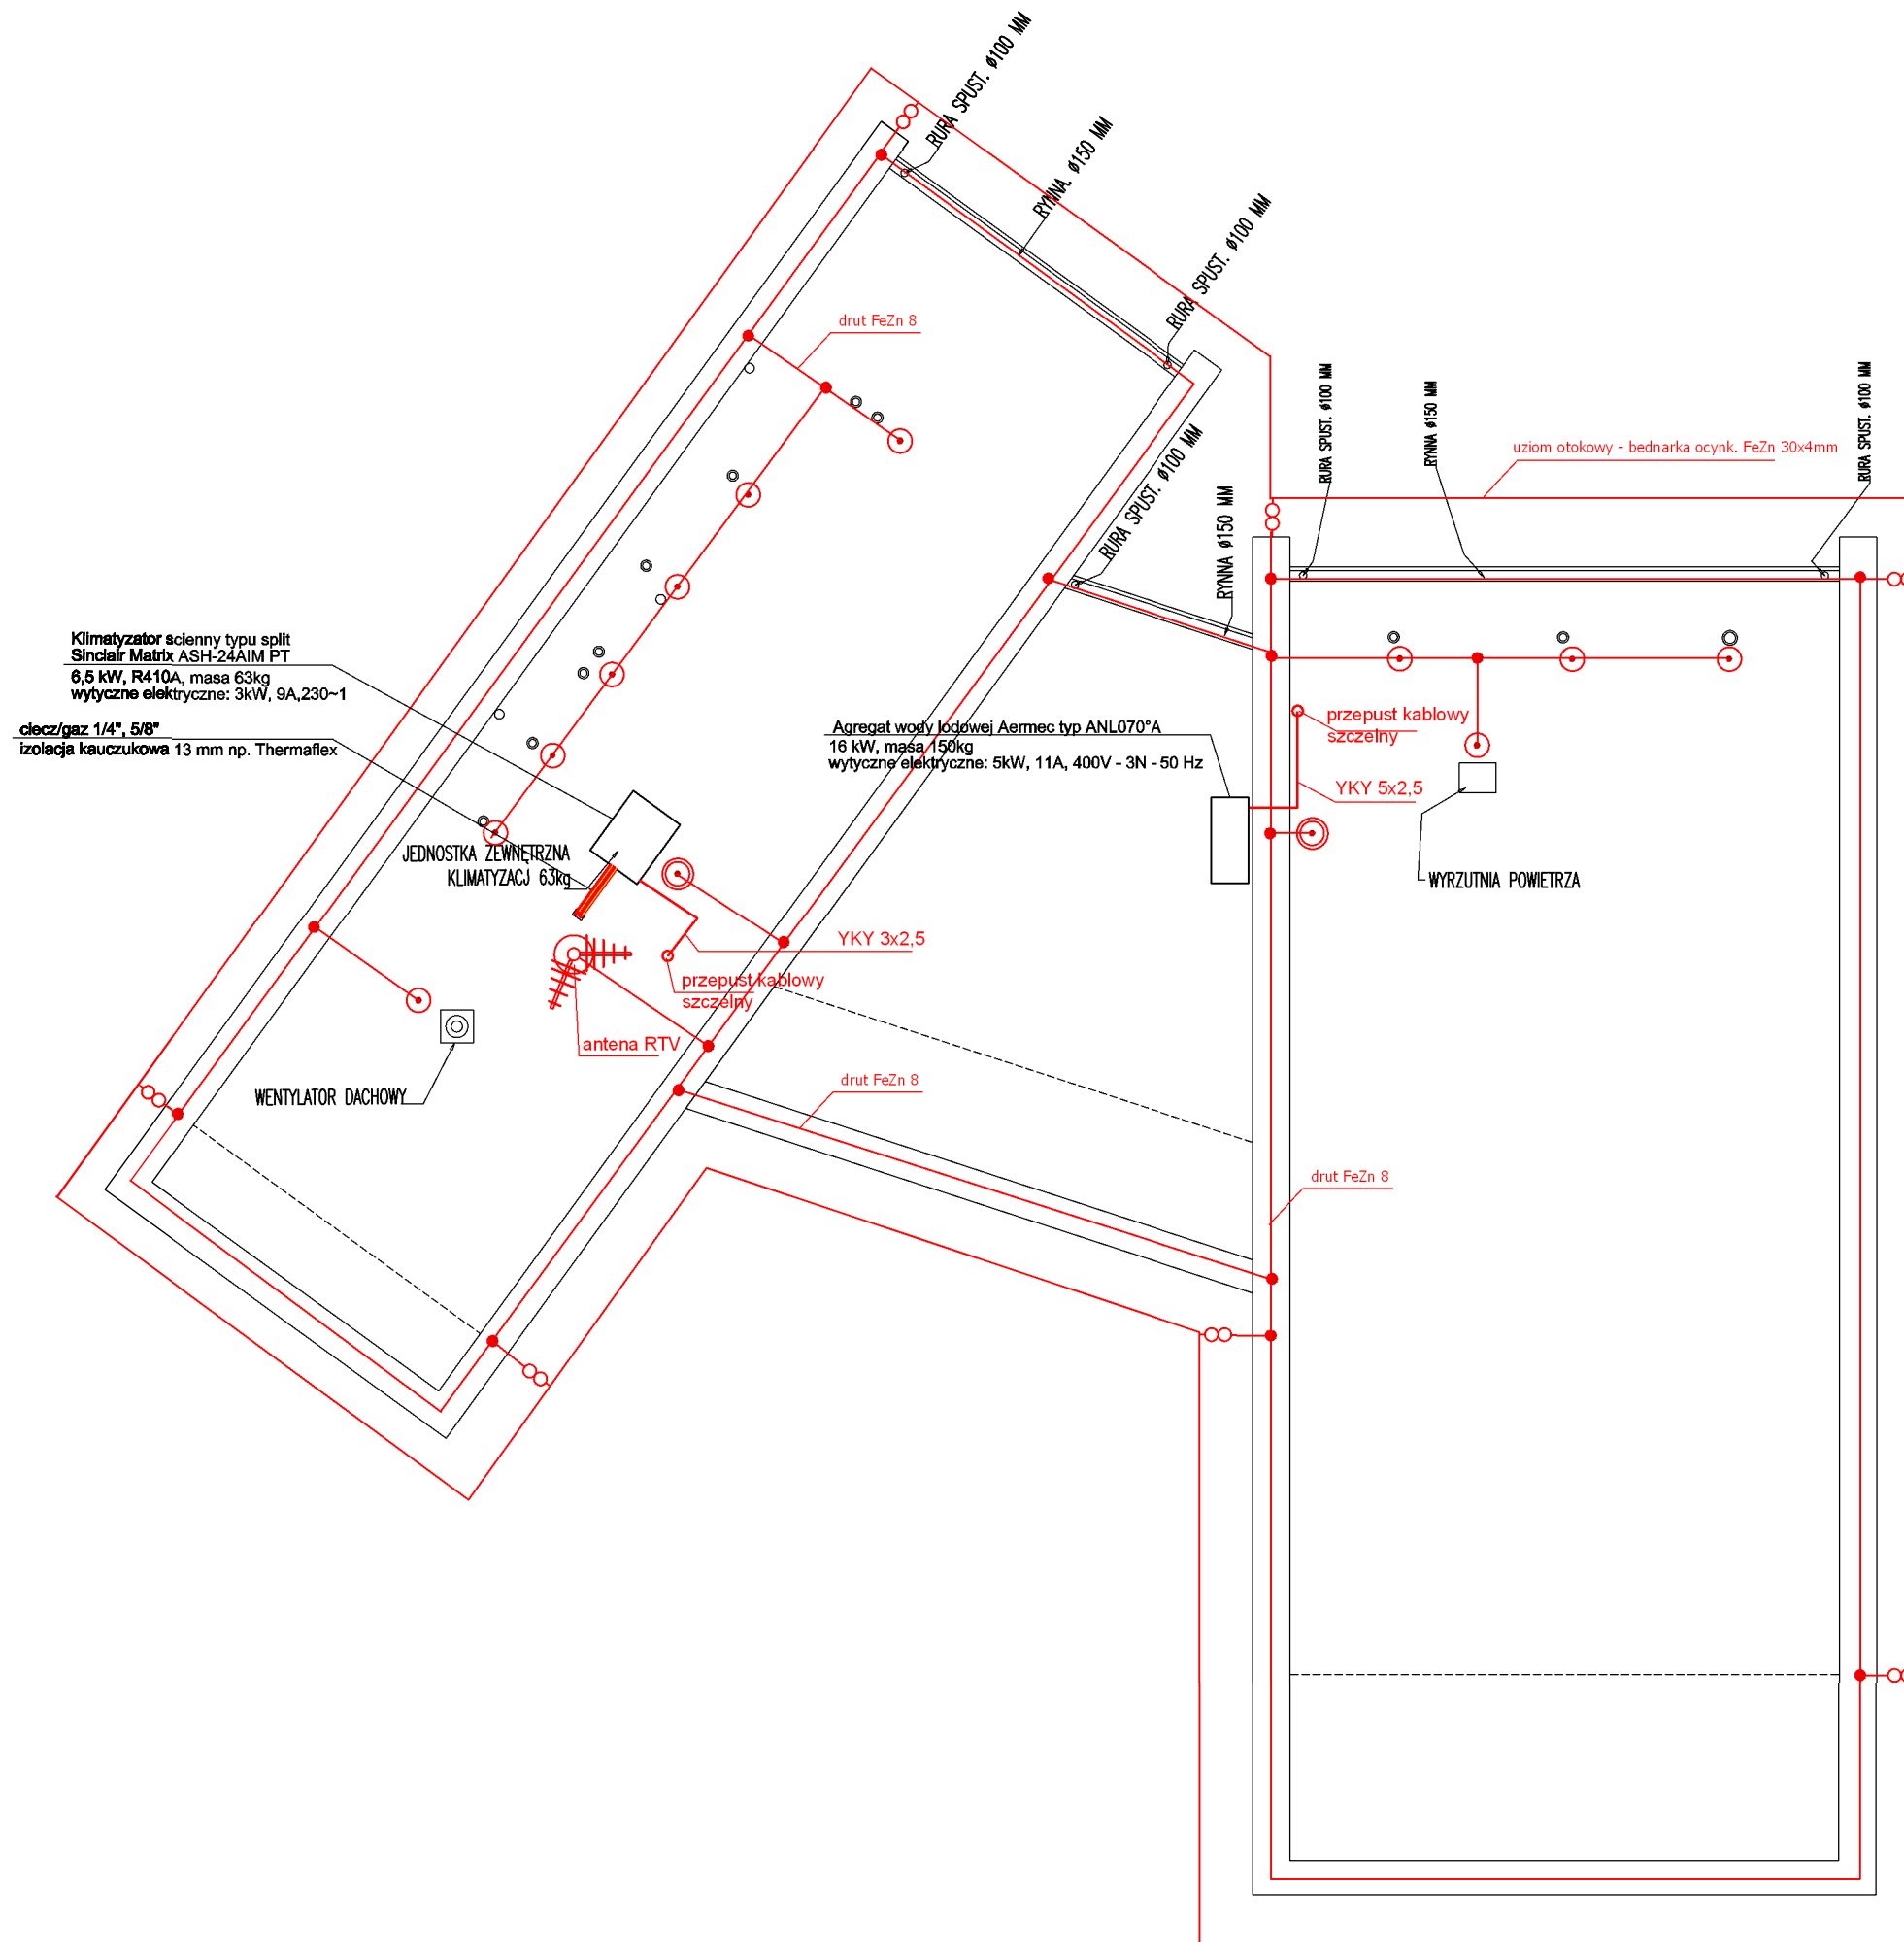 RURA SPUST. ø100 MM
RYNNA. ø150 MM
RURA SPUST. ø100 MM
drut FeZn 8
RURA SPUST. ø100 MM
RYNNA ø150 MM
RURA SPUST. ø100 MM
RYNNA ø150 MM
RURA SPUST. ø100 MM
uziom otokowy - bednarka ocynk. FeZn 30x4mm
Klimatyzator scienny typu split
Sinclair Matrix ASH-24AIM PT
6,5 kW, R410A, masa 63kg
wytyczne elektryczne: 3kW, 9A,230~1
ciecz/gaz 1/4", 5/8"
izolacja kauczukowa 13 mm np. Thermaflex
Agregat wody lodowej Aermec typ ANL070°A
16 kW, masa 150kg
wytyczne elektryczne: 5kW, 11A, 400V - 3N - 50 Hz
przepust kablowy
szczelny
YKY 5x2,5
WYRZUTNIA POWIETRZA
JEDNOSTKA ZEWNĘTRZNA
KLIMATYZACJ 63kg
YKY 3x2,5
przepust kablowy
szczelny
antena RTV
WENTYLATOR DACHOWY
drut FeZn 8
drut FeZn 8